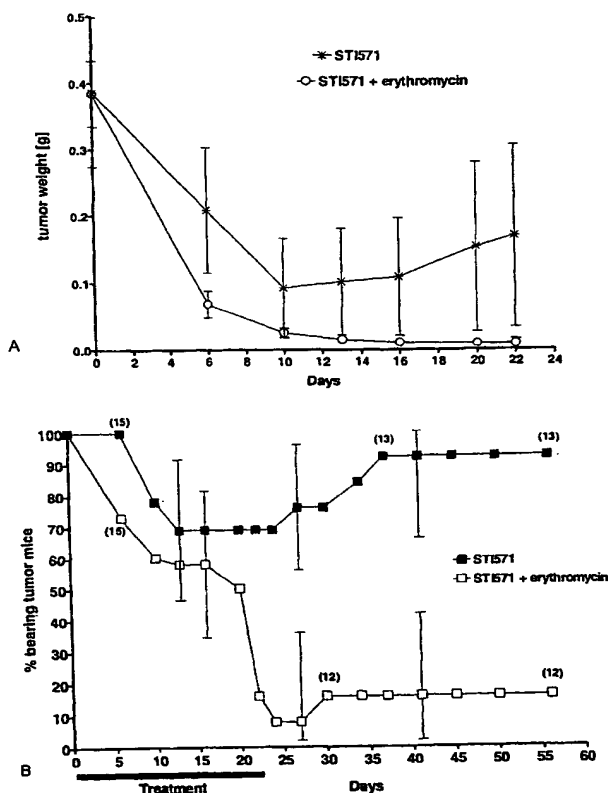 0.5
STI571
STI571 + erythromycin
0.4
0.3
0.2
0.1
0.0
tumor weight [g]
0 2 4 6 8 10 12 14 16 18 20 22 24
A
Days
(15)
(13)
(13)
100
90
80
70
60
50
40
30
20
10
0
% bearing tumor mice
(15)
STI571
STI571 + erythromycin
(12)
(12)
0 5 10 15 20 25 30 35 40 45 50 55 60
B
Treatment
Days